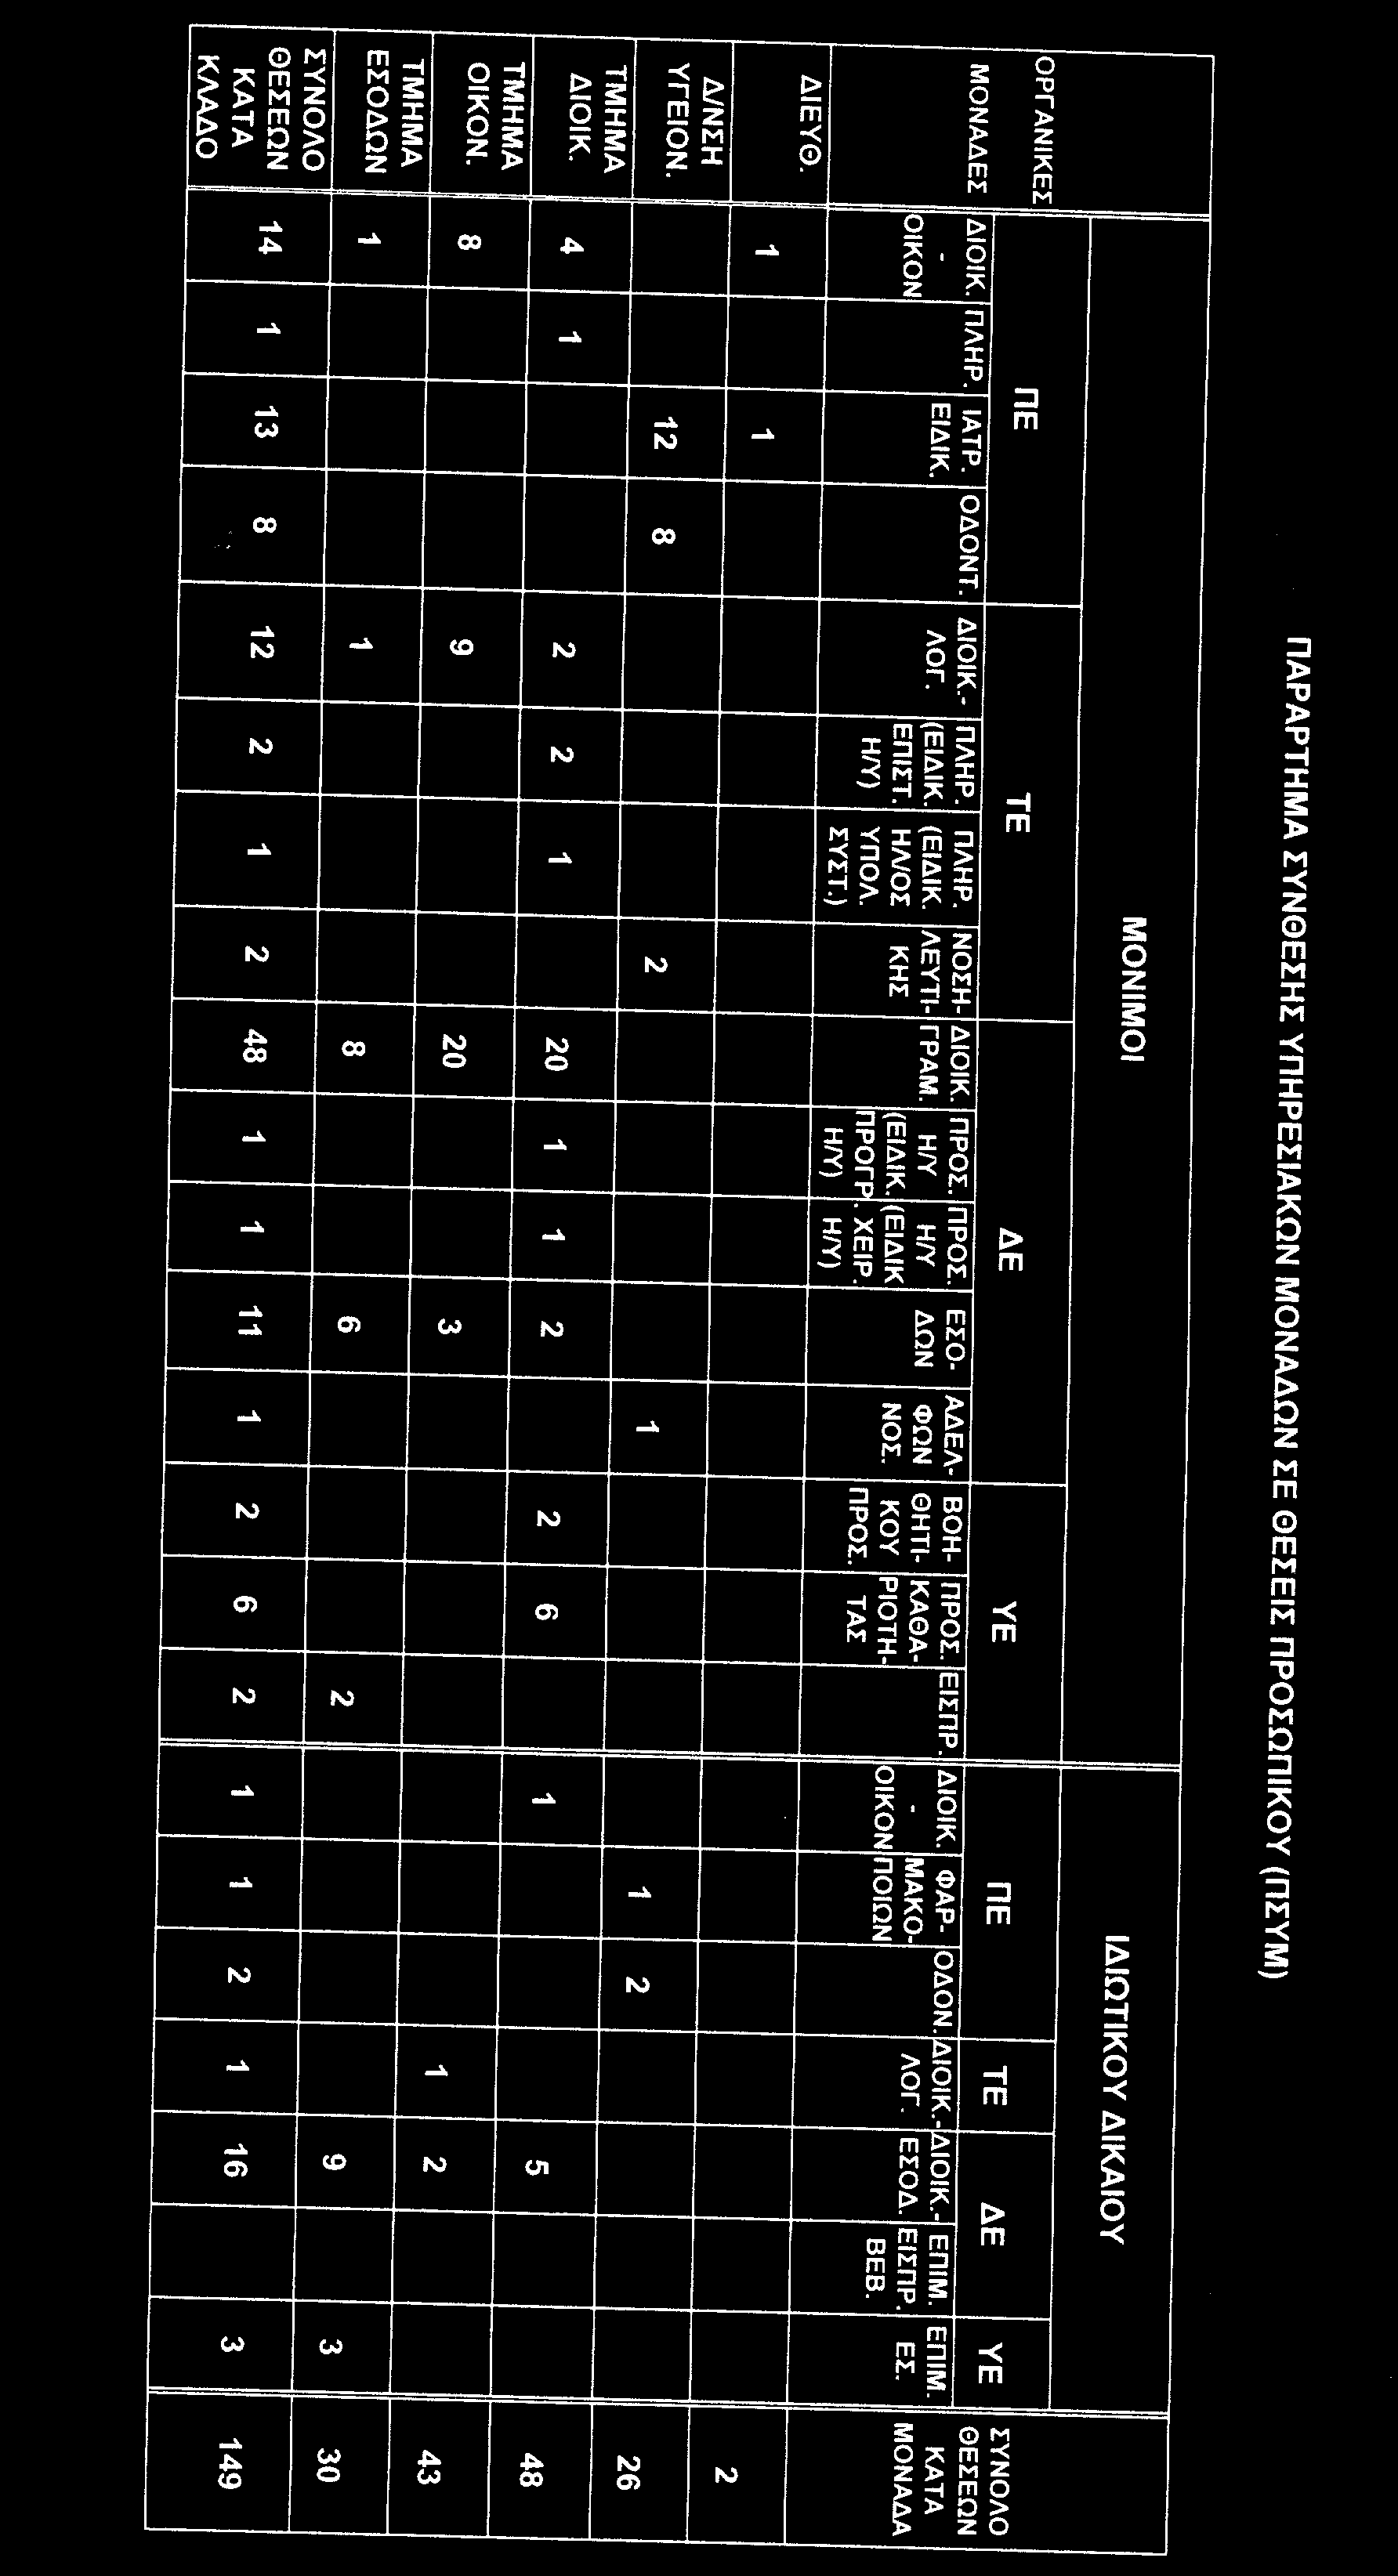 ΠΑΡΑΡΤΗΜΑ ΣΥΝΘΕΣΗΣ ΥΠΗΡΕΣΙΑΚΩΝ ΜΟΝΑΔΩΝ ΣΕ ΘΕΣΕΙΣ ΠΡΟΣΩΠΙΚΟΥ (ΠΣΥΜ)
ΟΡΓΑΝΙΚΕΣ ΜΟΝΑΔΕΣ
ΜΟΝΙΜΟΙ ΙΔΙΩΤΙΚΟΥ ΔΙΚΑΙΟΥ
ΣΥΝΟΛΟ ΘΕΣΕΩΝ ΚΑΤΑ ΜΟΝΑΔΑ
ΠΕ ΤΕ ΔΕ ΥΕ ΠΕ ΤΕ ΔΕ ΥΕ
ΔΙΟΙΚ. - ΟΙΚΟΝ
ΠΛΗΡ.
ΙΑΤΡ. ΕΙΔΙΚ.
ΟΔΟΝΤ.
ΔΙΟΙΚ.- ΛΟΓ.
ΠΛΗΡ. (ΕΙΔΙΚ. ΕΠΙΣΤ. Η/Υ)
ΠΛΗΡ. (ΕΙΔΙΚ. ΗΛ/ΟΣ ΥΠΟΛ. ΣΥΣΤ.)
ΝΟΣΗ- ΛΕΥΤΙ- ΚΗΣ
ΔΙΟΙΚ. ΓΡΑΜ.
ΠΡΟΣ. Η/Υ (ΕΙΔΙΚ. ΠΡΟΓΡ. Η/Υ)
ΠΡΟΣ. Η/Υ (ΕΙΔΙΚ ΧΕΙΡ. Η/Υ)
ΕΣΟ- ΔΩΝ
ΑΔΕΛ- ΦΩΝ ΝΟΣ.
ΒΟΗ- ΘΗΤΙ- ΚΟΥ ΠΡΟΣ.
ΠΡΟΣ. ΚΑΘΑ- ΡΙΟΤΗ- ΤΑΣ
ΕΙΣΠΡ.
ΔΙΟΙΚ. - ΟΙΚΟΝ
ΦΑΡ- ΜΑΚΟ- ΠΟΙΩΝ
ΟΔΟΝ.
ΔΙΟΙΚ.- ΛΟΓ.
ΔΙΟΙΚ.- ΕΣΟΔ.
ΕΠΙΜ. ΕΙΣΠΡ. ΒΕΒ.
ΕΠΙΜ. ΕΣ.
ΔΙΕΥΘ. 1 1 2
Δ/ΝΣΗ ΥΓΕΙΟΝ. 12 8 2 1 1 2 26
ΤΜΗΜΑ ΔΙΟΙΚ. 4 1 2 2 1 20 1 1 2 2 6 1 5 48
ΤΜΗΜΑ ΟΙΚΟΝ. 8 9 20 3 1 2 43
ΤΜΗΜΑ ΕΣΟΔΩΝ 1 1 8 6 2 9 3 30
ΣΥΝΟΛΟ ΘΕΣΕΩΝ ΚΑΤΑ ΚΛΑΔΟ 14 1 13 8 12 2 1 2 48 1 1 11 1 2 6 2 1 1 2 1 16 3 149